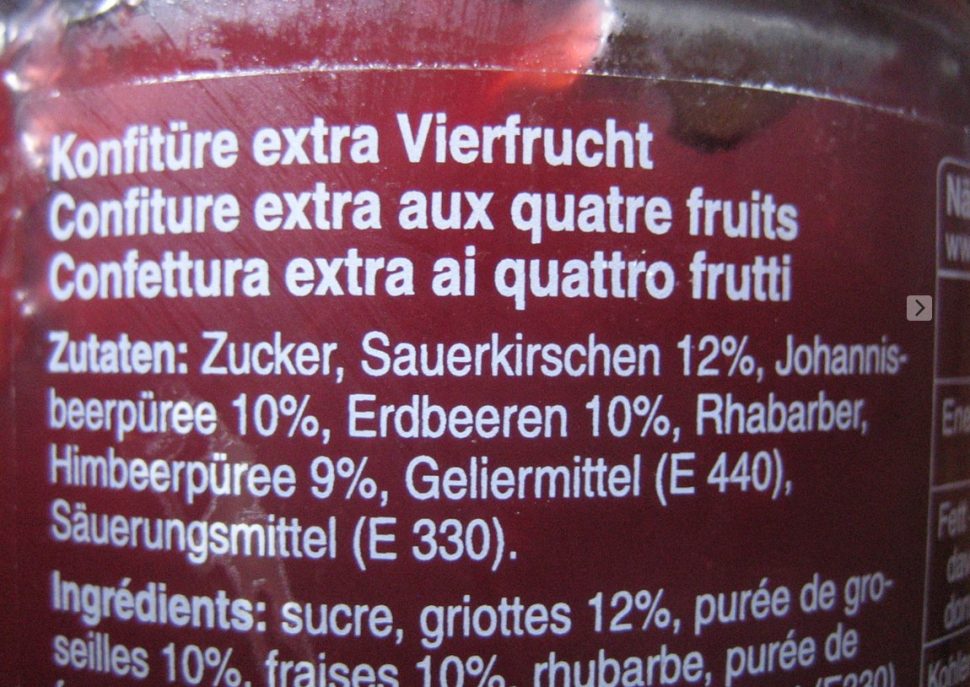 Konfitüre extra Vierfrucht
Confiture extra aux quatre fruits
Confettura extra ai quattro frutti
Zutaten: Zucker, Sauerkirschen 12%, Johannis-
beerpüree 10%, Erdbeeren 10%, Rhabarber,
Himbeerpüree 9%, Geliermittel (E 440),
Säuerungsmittel (E 330).
Ingrédients: sucre, griottes 12%, purée de gro-
seilles 10%, fraises 10%, rhubarbe, purée de